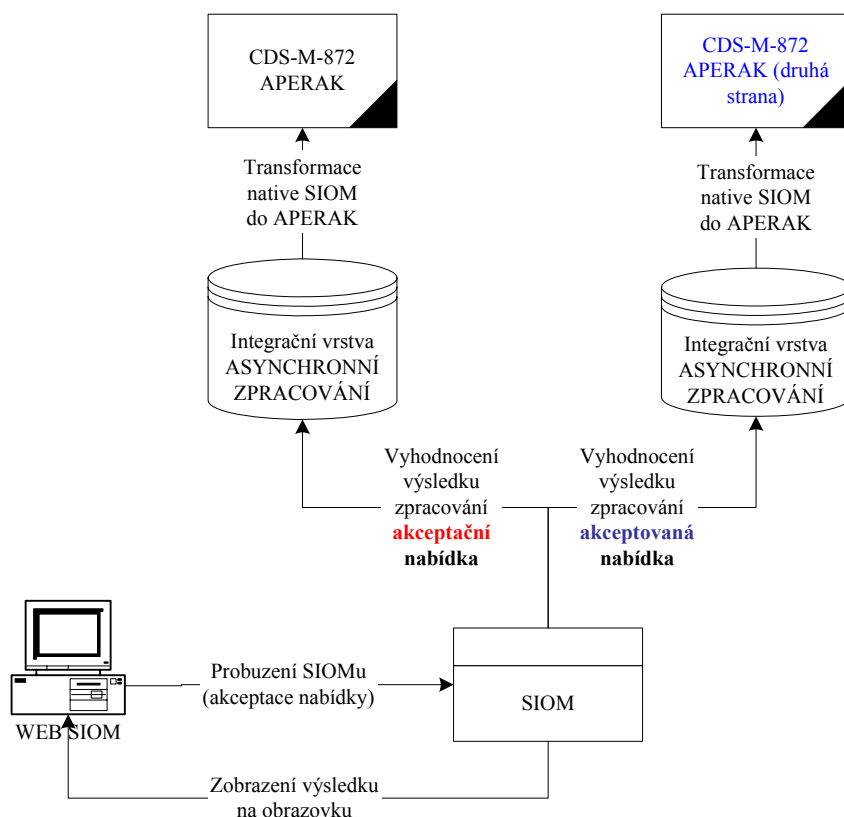 CDS-M-872
APERAK
CDS-M-872
APERAK (druhá
strana)
Transformace
native SIOM
do APERAK
Transformace
native SIOM
do APERAK
Integrační vrstva
ASYNCHRONNÍ
ZPRACOVÁNÍ
Integrační vrstva
ASYNCHRONNÍ
ZPRACOVÁNÍ
Vyhodnocení
výsledku
zpracování
akceptační
nabídka
Vyhodnocení
výsledku
zpracování
akceptovaná
nabídka
Probuzení SIOMu
(akceptace nabídky)
SIOM
WEB SIOM
Zobrazení výsledku
na obrazovku